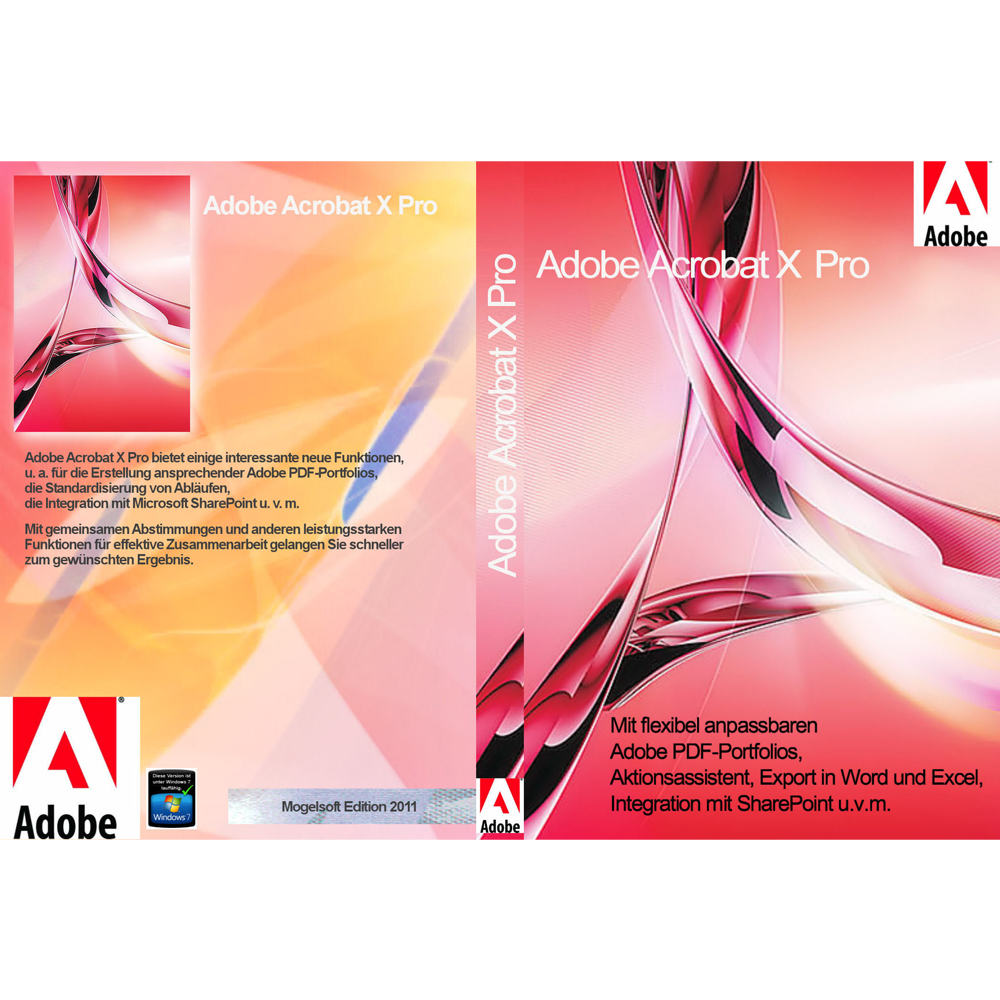 Adobe Acrobat X Pro
Adobe Acrobat X Pro bietet einige interessante neue Funktionen,
u. a. für die Erstellung ansprechender Adobe PDF-Portfolios,
die Standardisierung von Abläufen,
die Integration mit Microsoft SharePoint u. v. m.
Mit gemeinsamen Abstimmungen und anderen leistungsstarken
Funktionen für effektive Zusammenarbeit gelangen Sie schneller
zum gewünschten Ergebnis.
Adobe
®
Diese Version ist
unter Windows 7
lauffähig.
Windows 7
Mogelsoft Edition 2011
Adobe Acrobat X Pro
Adobe
Adobe
Adobe Acrobat X Pro
Mit flexibel anpassbaren
Adobe PDF-Portfolios,
Aktionsassistent, Export in Word und Excel,
Integration mit SharePoint u.v.m.